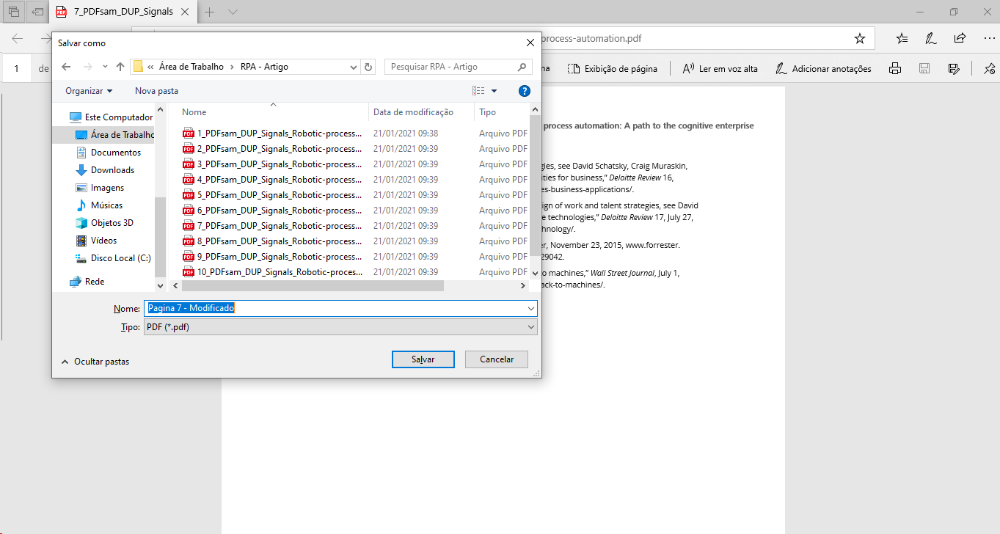 7_PDFsam_DUP_Signals
Salvar como
process-automation.pdf
Área de Trabalho
RPA - Artigo
Pesquisar RPA - Artigo
1
de
na
Exibição de página
Ler em voz alta
Adicionar anotações
Organizar
Nova pasta
Nome
Data de modificação
Tipo
Este Computador
Área de Trabalho
Documentos
Downloads
Imagens
Músicas
Objetos 3D
Vídeos
Disco Local (C:)
Rede
1_PDFsam_DUP_Signals_Robotic-process... 21/01/2021 09:38 Arquivo PDF
2_PDFsam_DUP_Signals_Robotic-process... 21/01/2021 09:39 Arquivo PDF
3_PDFsam_DUP_Signals_Robotic-process... 21/01/2021 09:39 Arquivo PDF
4_PDFsam_DUP_Signals_Robotic-process... 21/01/2021 09:39 Arquivo PDF
5_PDFsam_DUP_Signals_Robotic-process... 21/01/2021 09:39 Arquivo PDF
6_PDFsam_DUP_Signals_Robotic-process... 21/01/2021 09:39 Arquivo PDF
7_PDFsam_DUP_Signals_Robotic-process... 21/01/2021 09:39 Arquivo PDF
8_PDFsam_DUP_Signals_Robotic-process... 21/01/2021 09:39 Arquivo PDF
9_PDFsam_DUP_Signals_Robotic-process... 21/01/2021 09:39 Arquivo PDF
10_PDFsam_DUP_Signals_Robotic-proces... 21/01/2021 09:39 Arquivo PDF
Nome: Pagina 7 - Modificado
Tipo: PDF (*.pdf)
Ocultar pastas
Salvar
Cancelar
process automation: A path to the cognitive enterprise
gies, see David Schatsky, Craig Muraskin,
ities for business,” Deloitte Review 16,
es-business-applications/.
ign of work and talent strategies, see David
e technologies,” Deloitte Review 17, July 27,
hnology/.
er, November 23, 2015, www.forrester.
29042.
o machines,” Wall Street Journal, July 1,
ack-to-machines/.